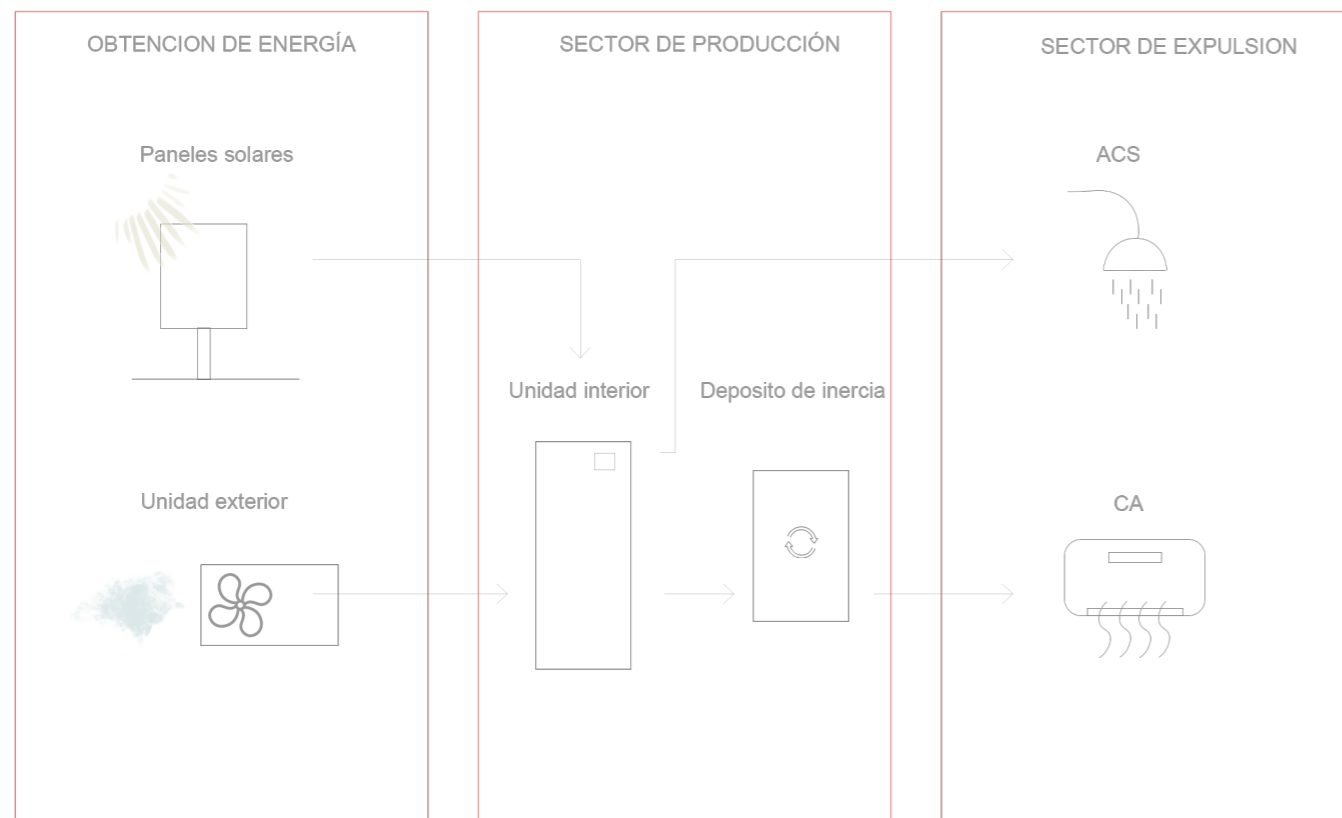 OBTENCION DE ENERGÍA
SECTOR DE PRODUCCIÓN
SECTOR DE EXPULSION
Paneles solares
ACS
Unidad interior
Deposito de inercia
Unidad exterior
CA